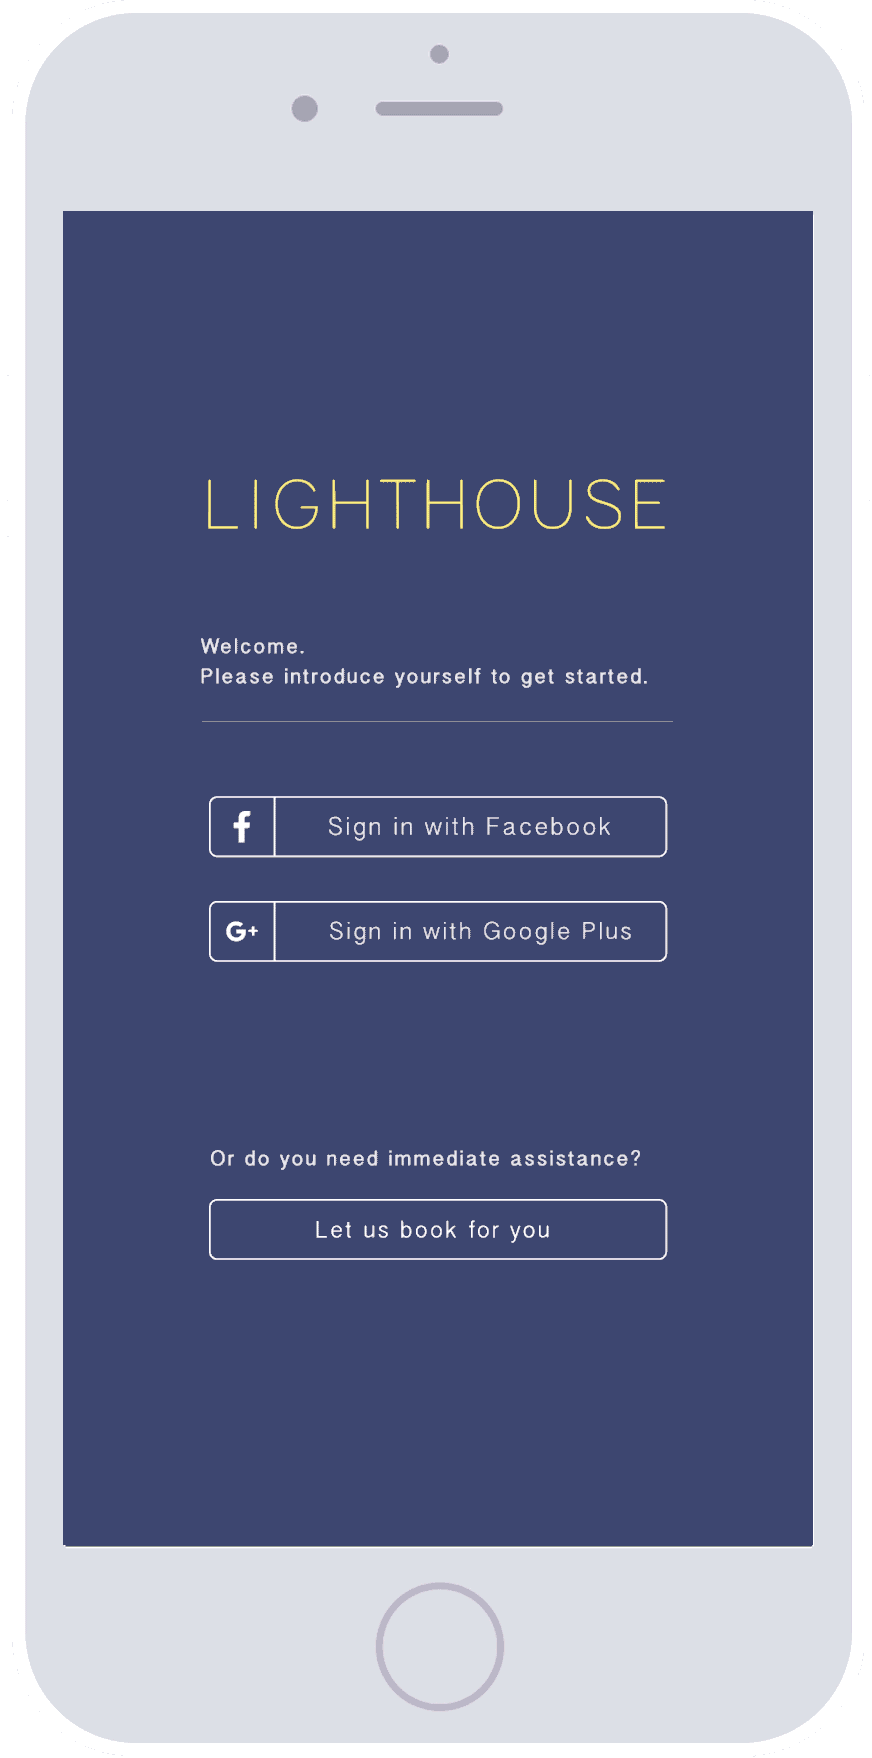 LIGHTHOUSE
Welcome.
Please introduce yourself to get started.
f Sign in with Facebook
G+ Sign in with Google Plus
Or do you need immediate assistance?
Let us book for you